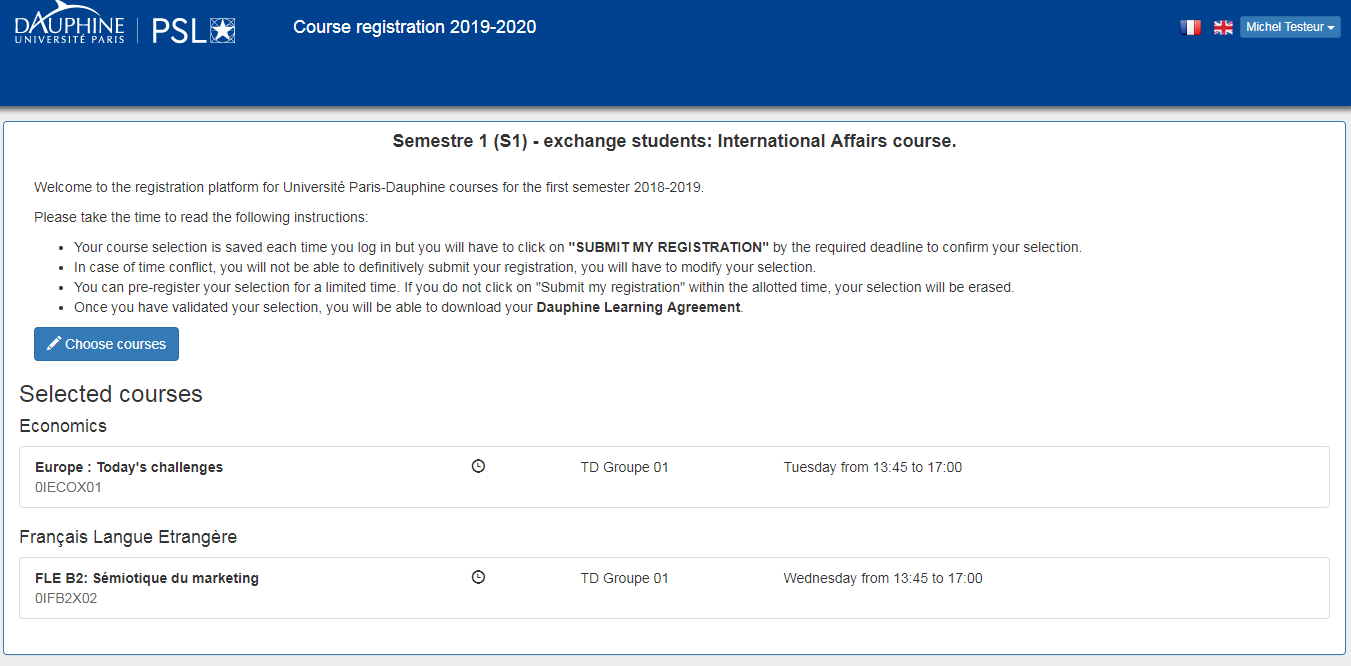 DAUPHINE
UNIVERSITÉ PARIS
PSL
Course registration 2019-2020
Michel Testeur
Semestre 1 (S1) - exchange students: International Affairs course.
Welcome to the registration platform for Université Paris-Dauphine courses for the first semester 2018-2019.
Please take the time to read the following instructions:
• Your course selection is saved each time you log in but you will have to click on "SUBMIT MY REGISTRATION" by the required deadline to confirm your selection.
• In case of time conflict, you will not be able to definitively submit your registration, you will have to modify your selection.
• You can pre-register your selection for a limited time. If you do not click on "Submit my registration" within the allotted time, your selection will be erased.
• Once you have validated your selection, you will be able to download your Dauphine Learning Agreement.
Choose courses
Selected courses
Economics
Europe : Today's challenges TD Groupe 01 Tuesday from 13:45 to 17:00
0IECOX01
Français Langue Etrangère
FLE B2: Sémiotique du marketing TD Groupe 01 Wednesday from 13:45 to 17:00
0IFB2X02